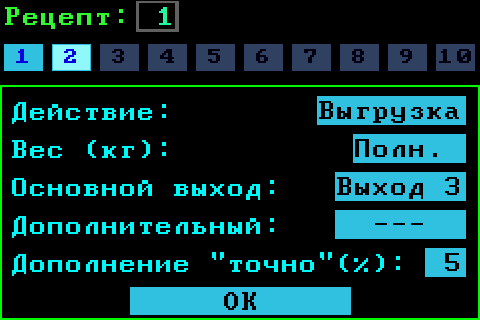 Рецепт: 1
1 2 3 4 5 6 7 8 9 10
Действие: Выгрузка
Вес (кг): Полн.
Основной выход: Выход 3
Дополнительный: ---
Дополнение "точно"(%): 5
ОК